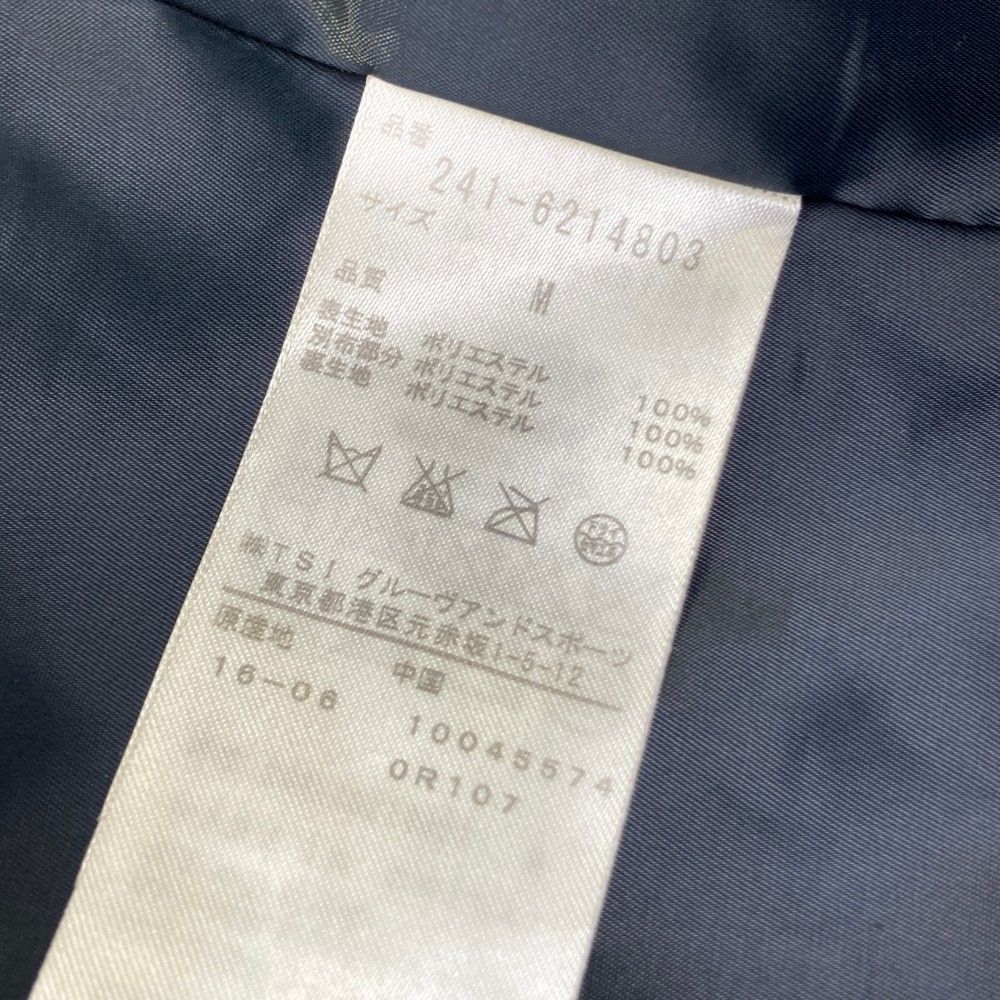 品番
241-6214803
サイズ
M
品質
表生地 ポリエステル 100%
別布部分 ポリエステル 100%
裏生地 ポリエステル 100%
㈱TSIグルーヴアンドスポーツ
東京都港区元赤坂1-6-12
原産地 中国
16-06 10045574
0R107